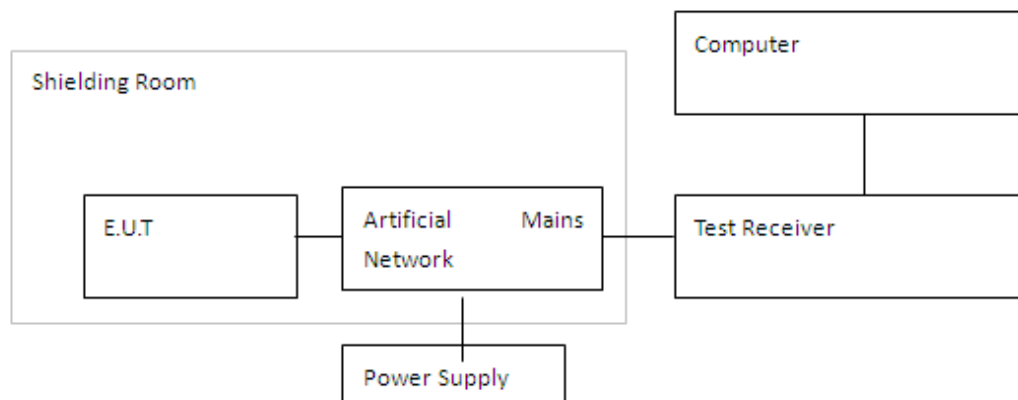 Computer
Shielding Room
E.U.T
Artificial Mains
Network
Test Receiver
Power Supply